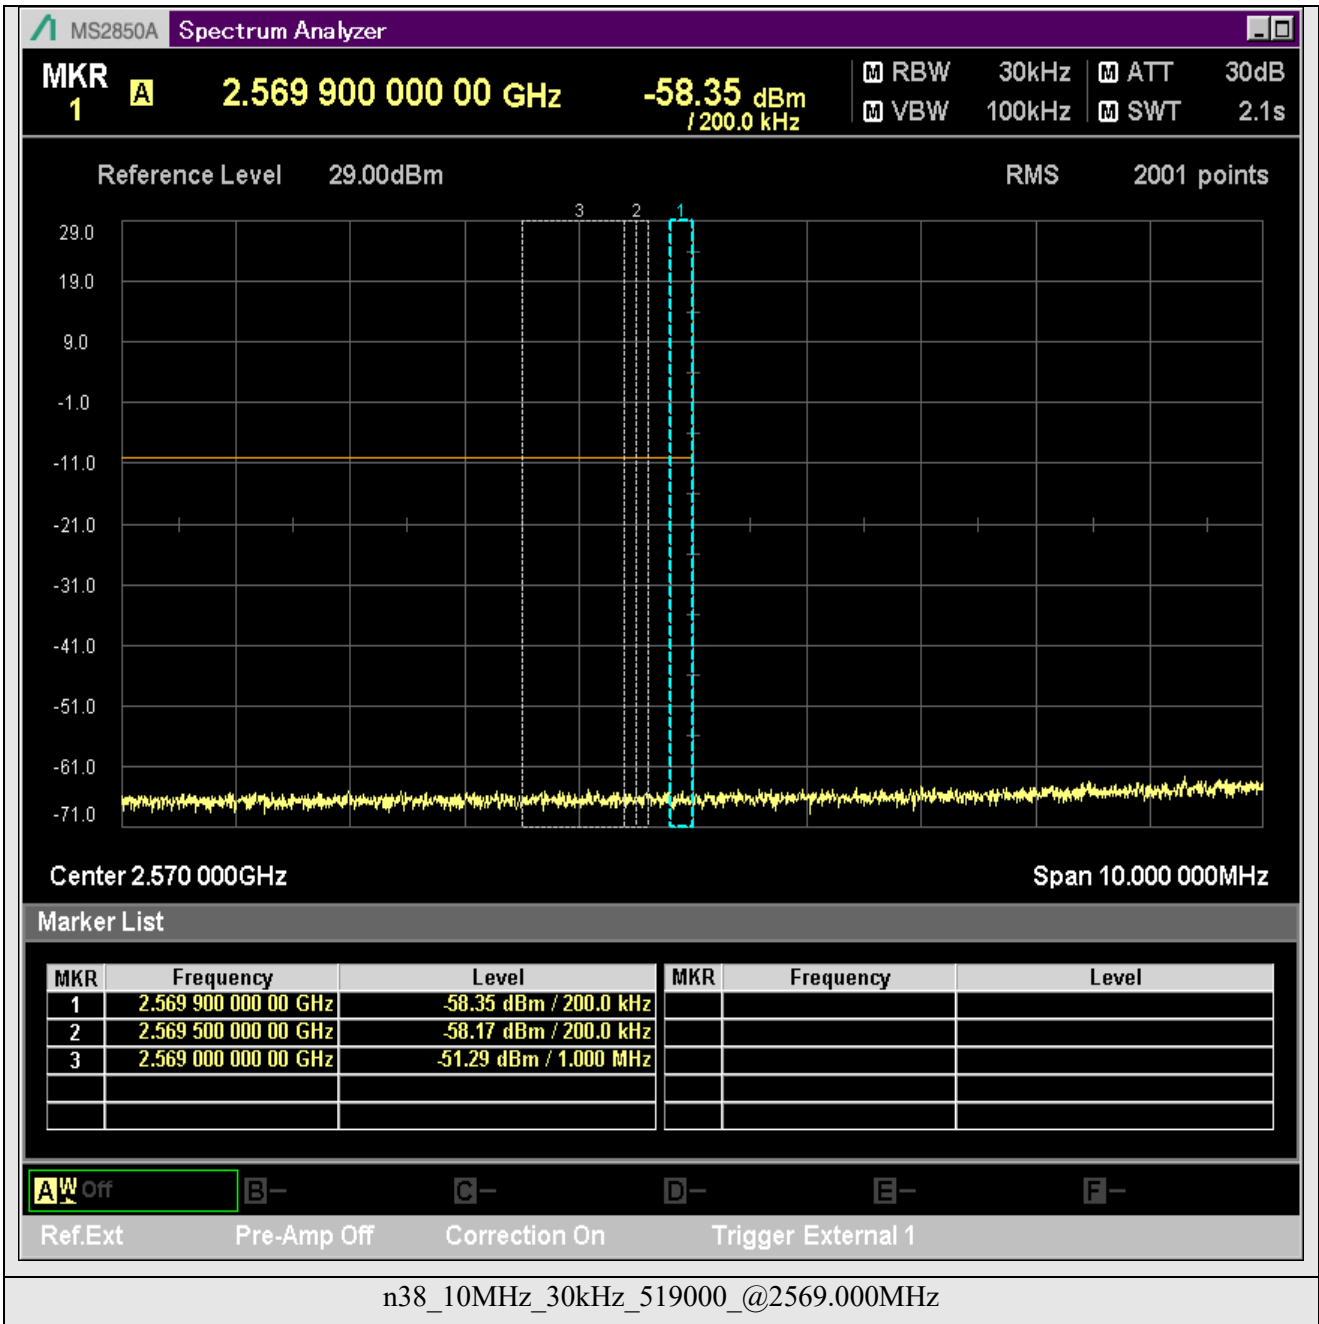 MS2850A Spectrum Analyzer
MKR 1 A 2.569 900 000 00 GHz -58.35 dBm / 200.0 kHz
M RBW 30kHz M ATT 30dB
M VBW 100kHz M SWT 2.1s
Reference Level 29.00dBm RMS 2001 points
3 2 1
29.0
19.0
9.0
-1.0
-11.0
-21.0
-31.0
-41.0
-51.0
-61.0
-71.0
Center 2.570 000GHz Span 10.000 000MHz
Marker List
MKR Frequency Level MKR Frequency Level
1 2.569 900 000 00 GHz -58.35 dBm / 200.0 kHz
2 2.569 500 000 00 GHz -58.17 dBm / 200.0 kHz
3 2.569 000 000 00 GHz -51.29 dBm / 1.000 MHz
A W Off B – C – D – E – F –
Ref.Ext Pre-Amp Off Correction On Trigger External 1
n38_10MHz_30kHz_519000_@2569.000MHz